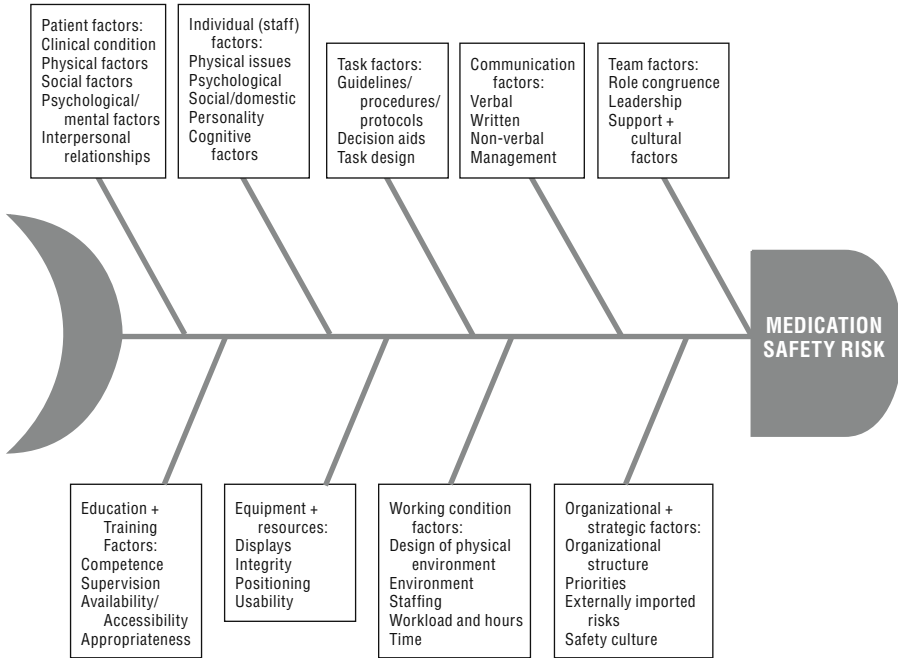 Patient factors:
Clinical condition
Physical factors
Social factors
Psychological/
mental factors
Interpersonal
relationships
Individual (staff)
factors:
Physical issues
Psychological
Social/domestic
Personality
Cognitive
factors
Task factors:
Guidelines/
procedures/
protocols
Decision aids
Task design
Communication
factors:
Verbal
Written
Non-verbal
Management
Team factors:
Role congruence
Leadership
Support +
cultural
factors
MEDICATION
SAFETY RISK
Education +
Training
Factors:
Competence
Supervision
Availability/
Accessibility
Appropriateness
Equipment +
resources:
Displays
Integrity
Positioning
Usability
Working condition
factors:
Design of physical
environment
Environment
Staffing
Workload and hours
Time
Organizational +
strategic factors:
Organizational
structure
Priorities
Externally imported
risks
Safety culture